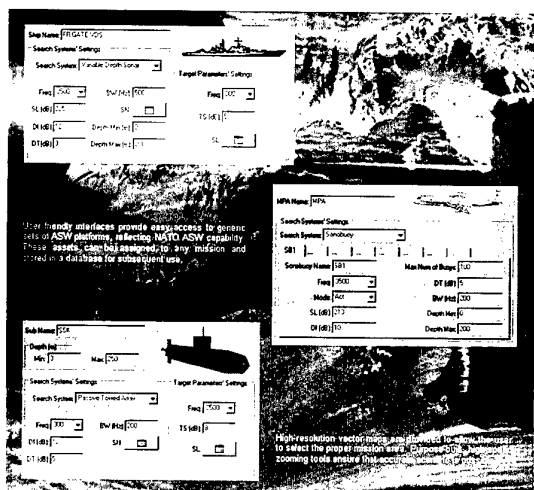 Ship Name: FRIGATE VDS
Search Systems' Settings
Search System: Variable Depth Sonar
Target Parameters' Settings
Freq: 3500 BW (Hz): 500
Freq:
SL (dB): SN
TS (dB):
DI (dB): Depth Min (m):
SL
DT (dB): Depth Max (m):
User friendly interfaces provide easy access to generic
sets of ASW platforms, reflecting NATO ASW capability.
These assets can be assigned to any mission and
stored in a database for subsequent use.
MPA Name: MPA
Search Systems' Settings
Search System: Sonobuoy
SB1
Sonobuoy Name: SB1 Max Num of Buoys: 100
Freq: 3500 DT (dB): 5
Mode: Act BW (Hz): 200
SL (dB): 213 Depth Min: 0
DI (dB): 10 Depth Max: 200
Sub Name: SSK
Depth (m)
Min: Max: 250
Search Systems' Settings
Search System: Passive Towed Array
Target Parameters' Settings
Freq: 3500
Freq: 300 BW (Hz): 200
TS (dB):
DI (dB): SN
SL
DT (dB):
High-resolution vector maps are provided to allow the user
to select the proper mission area. Purpose-built
zooming tools ensure that